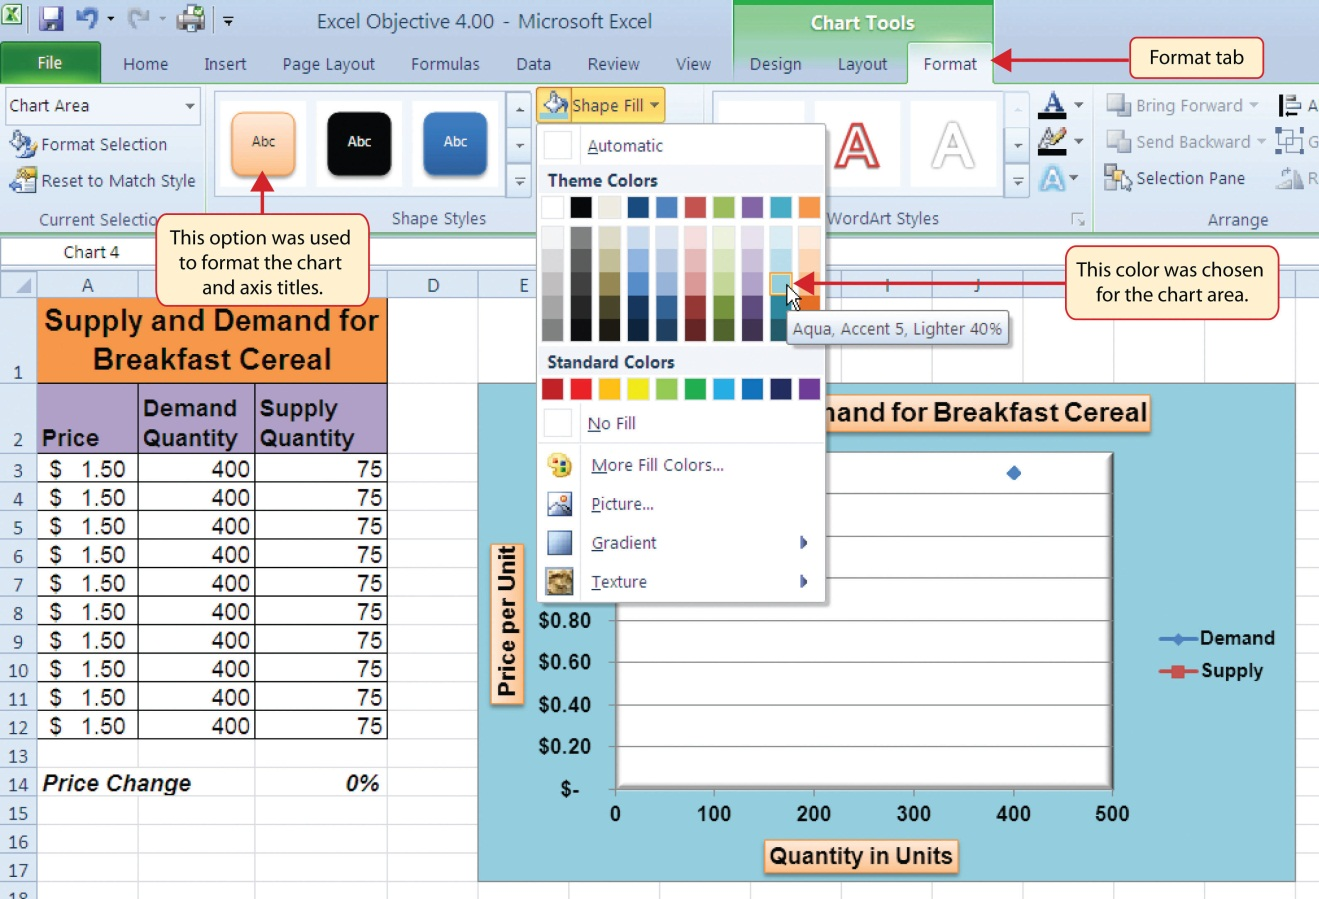 Excel Objective 4.00 - Microsoft Excel
Chart Tools
File
Home
Insert
Page Layout
Formulas
Data
Review
View
Design
Layout
Format
Format tab
Chart Area
Format Selection
Reset to Match Style
Current Selectio
Abc
Abc
Abc
Shape Styles
Shape Fill
A
A
WordArt Styles
A
A
Bring Forward
Send Backward
Selection Pane
A
G
R
Arrange
This option was used
to format the chart
and axis titles.
Automatic
Theme Colors
Aqua, Accent 5, Lighter 40%
Standard Colors
No Fill
More Fill Colors...
Picture...
Gradient
Texture
This color was chosen
for the chart area.
Chart 4
A
D
E
I
J
1
Supply and Demand for
Breakfast Cereal
2
Price
Demand
Quantity
Supply
Quantity
3 $ 1.50 400 75
4 $ 1.50 400 75
5 $ 1.50 400 75
6 $ 1.50 400 75
7 $ 1.50 400 75
8 $ 1.50 400 75
9 $ 1.50 400 75
10 $ 1.50 400 75
11 $ 1.50 400 75
12 $ 1.50 400 75
13
14 Price Change 0%
15
16
17
18
nand for Breakfast Cereal
Price per Unit
$0.80
$0.60
$0.40
$0.20
$-
0 100 200 300 400 500
Quantity in Units
Demand
Supply